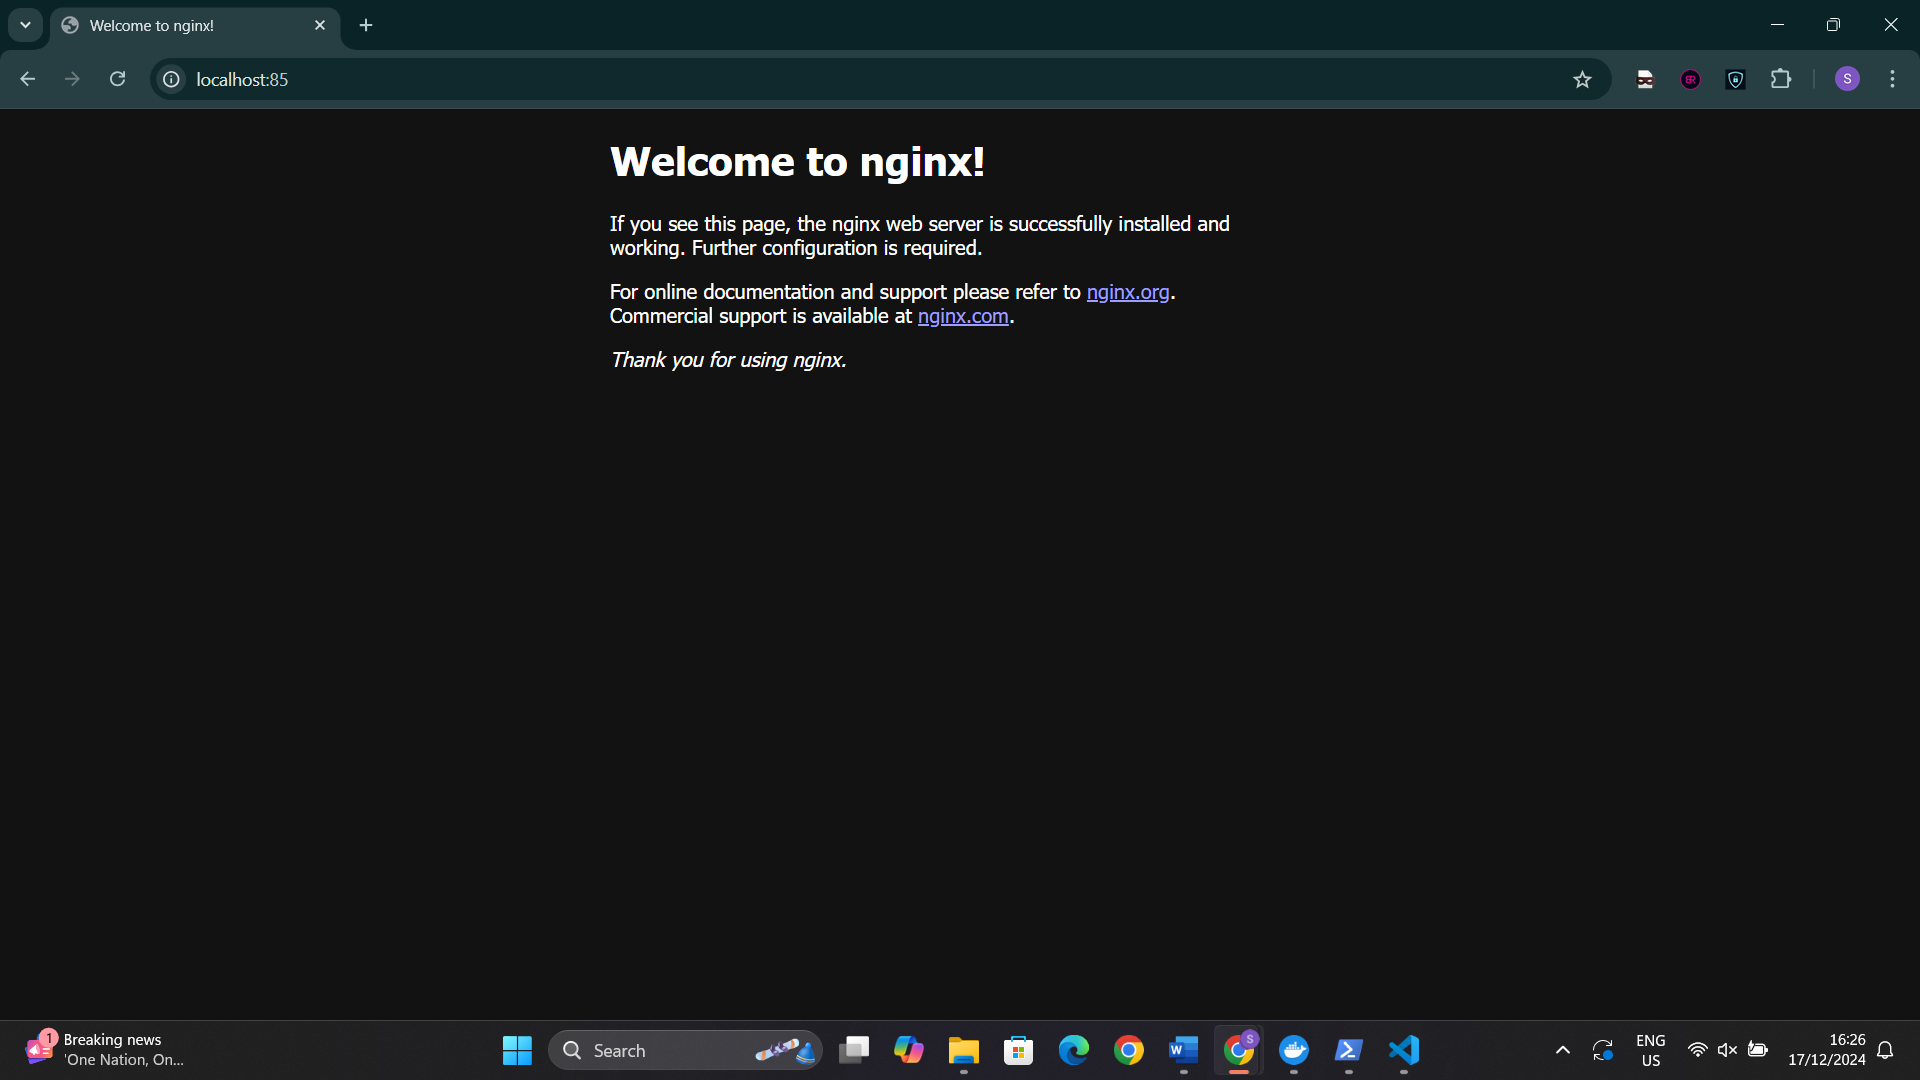 Welcome to nginx!
localhost:85
S
Welcome to nginx!
If you see this page, the nginx web server is successfully installed and
working. Further configuration is required.
For online documentation and support please refer to nginx.org.
Commercial support is available at nginx.com.
Thank you for using nginx.
1
Breaking news
'One Nation, On...
Search
W
S
ENG
US
16:26
17/12/2024